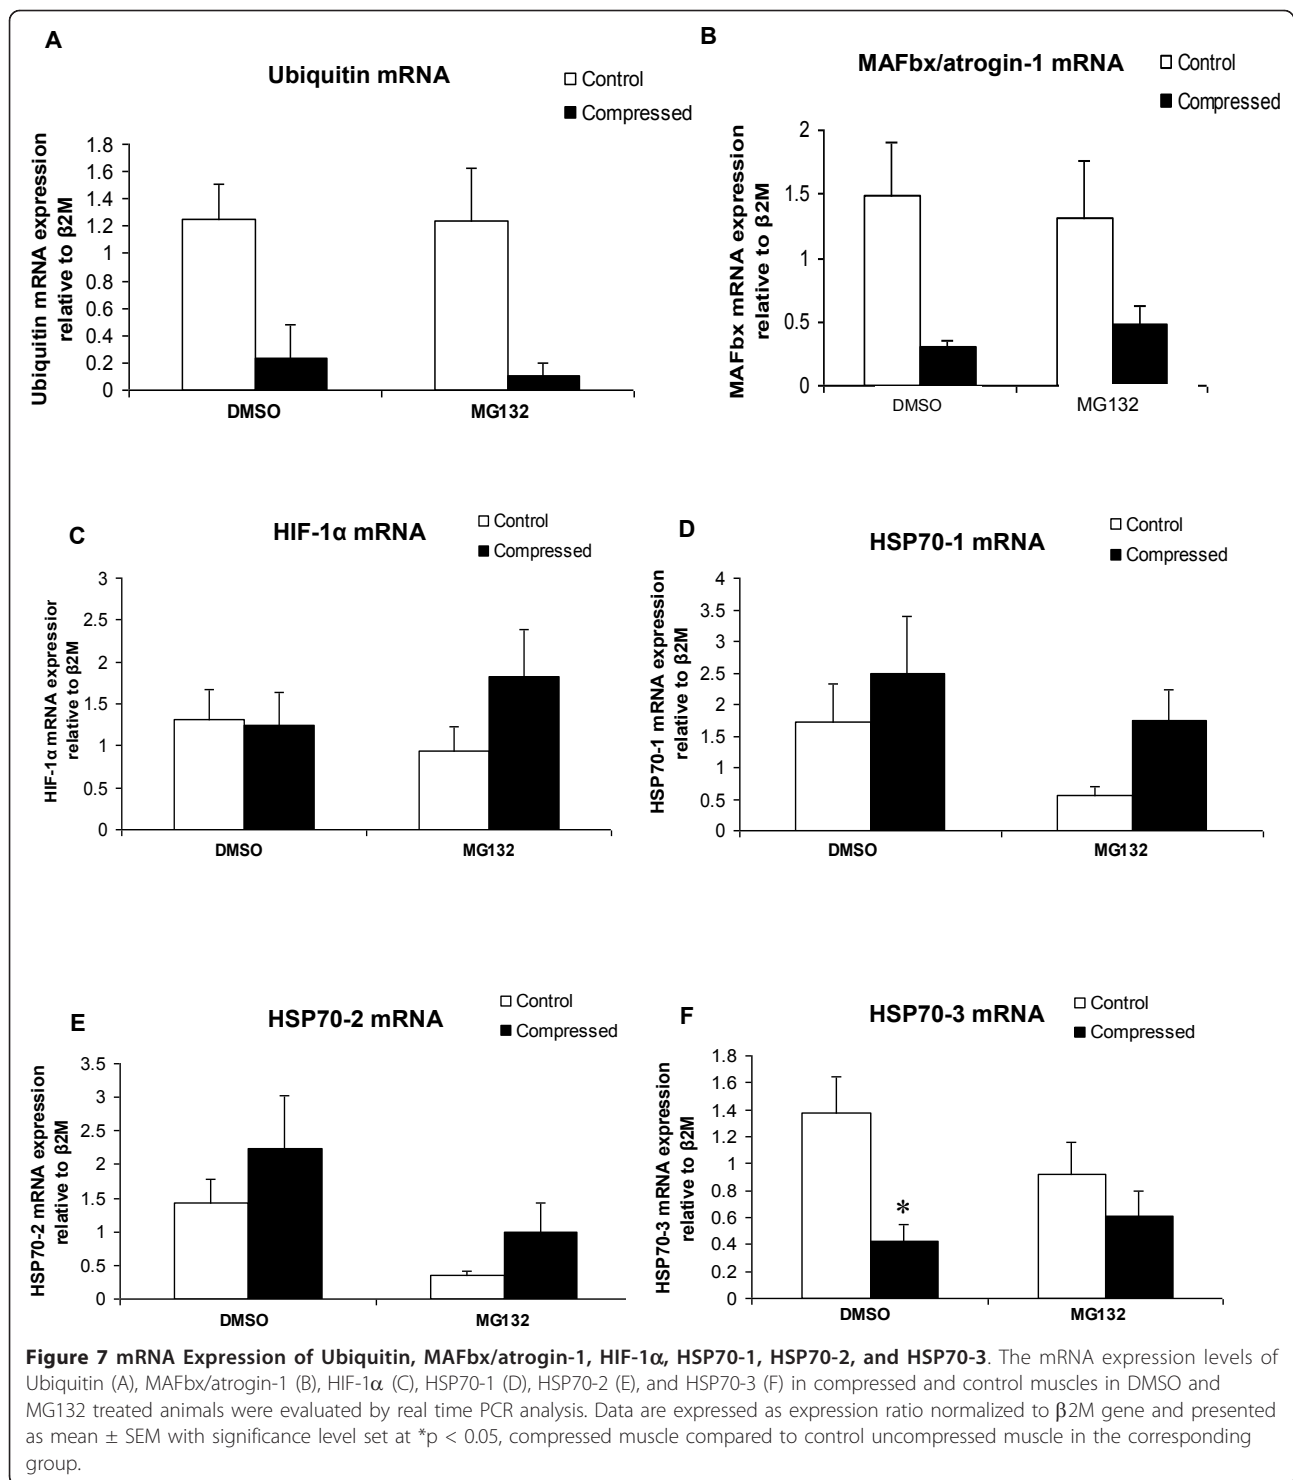 A
Ubiquitin mRNA
Control
Compressed
Ubiquitin mRNA expression
relative to β2M
1.8
1.6
1.4
1.2
1
0.8
0.6
0.4
0.2
0
DMSO
MG132
B
MAFbx/atrogin-1 mRNA
Control
Compressed
MAFbx mRNA expression
relative to β2M
2
1.5
1
0.5
0
DMSO
MG132
C
HIF-1α mRNA
Control
Compressed
HIF-1α mRNA expressior
relative to β2M
3
2.5
2
1.5
1
0.5
0
DMSO
MG132
D
HSP70-1 mRNA
Control
Compressed
HSP70-1 mRNA expression
relative to β2M
4
3.5
3
2.5
2
1.5
1
0.5
0
DMSO
MG132
E
HSP70-2 mRNA
Control
Compressed
HSP70-2 mRNA expression
relative to β2M
3.5
3
2.5
2
1.5
1
0.5
0
DMSO
MG132
F
HSP70-3 mRNA
Control
Compressed
HSP70-3 mRNA expression
relative to β2M
1.8
1.6
1.4
1.2
1
0.8
0.6
0.4
0.2
0
*
DMSO
MG132
Figure 7 mRNA Expression of Ubiquitin, MAFbx/atrogin-1, HIF-1α, HSP70-1, HSP70-2, and HSP70-3. The mRNA expression levels of
Ubiquitin (A), MAFbx/atrogin-1 (B), HIF-1α (C), HSP70-1 (D), HSP70-2 (E), and HSP70-3 (F) in compressed and control muscles in DMSO and
MG132 treated animals were evaluated by real time PCR analysis. Data are expressed as expression ratio normalized to β2M gene and presented
as mean ± SEM with significance level set at *p < 0.05, compressed muscle compared to control uncompressed muscle in the corresponding
group.